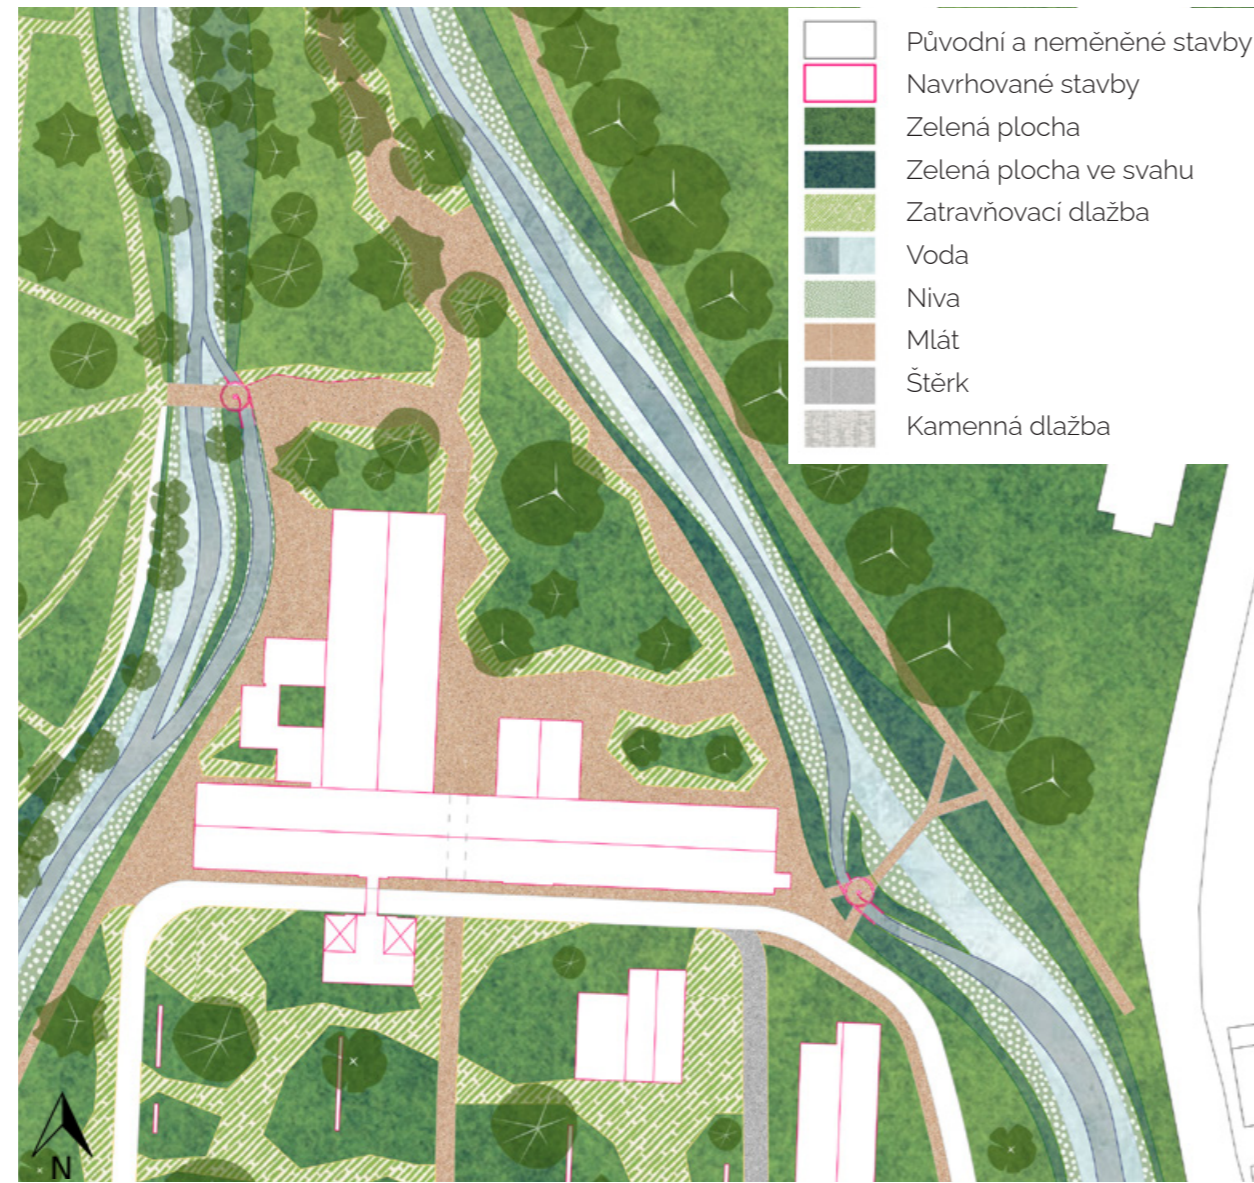 Původní a neměněné stavby
Navrhované stavby
Zelená plocha
Zelená plocha ve svahu
Zatravňovací dlažba
Voda
Niva
Mlát
Štěrk
Kamenná dlažba
N